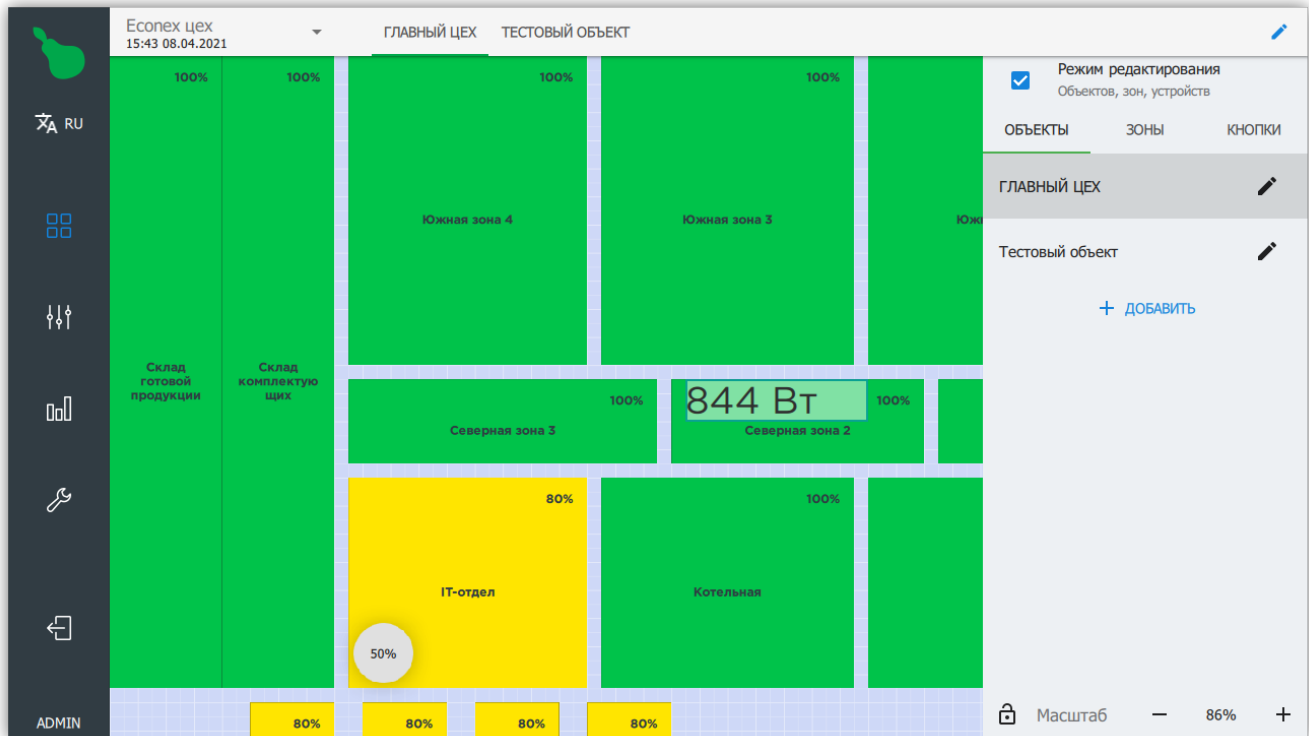 Econex цех
15:43 08.04.2021
ГЛАВНЫЙ ЦЕХ
ТЕСТОВЫЙ ОБЪЕКТ
RU
ADMIN
100%
100%
100%
100%
Южная зона 4
Южная зона 3
Южн
Склад
готовой
продукции
Склад
комплектую
щих
100%
Северная зона 3
844 Вт
100%
Северная зона 2
80%
IT-отдел
50%
100%
Котельная
80%
80%
80%
80%
Режим редактирования
Объектов, зон, устройств
ОБЪЕКТЫ
ЗОНЫ
КНОПКИ
ГЛАВНЫЙ ЦЕХ
Тестовый объект
+ ДОБАВИТЬ
Масштаб
— 86% +